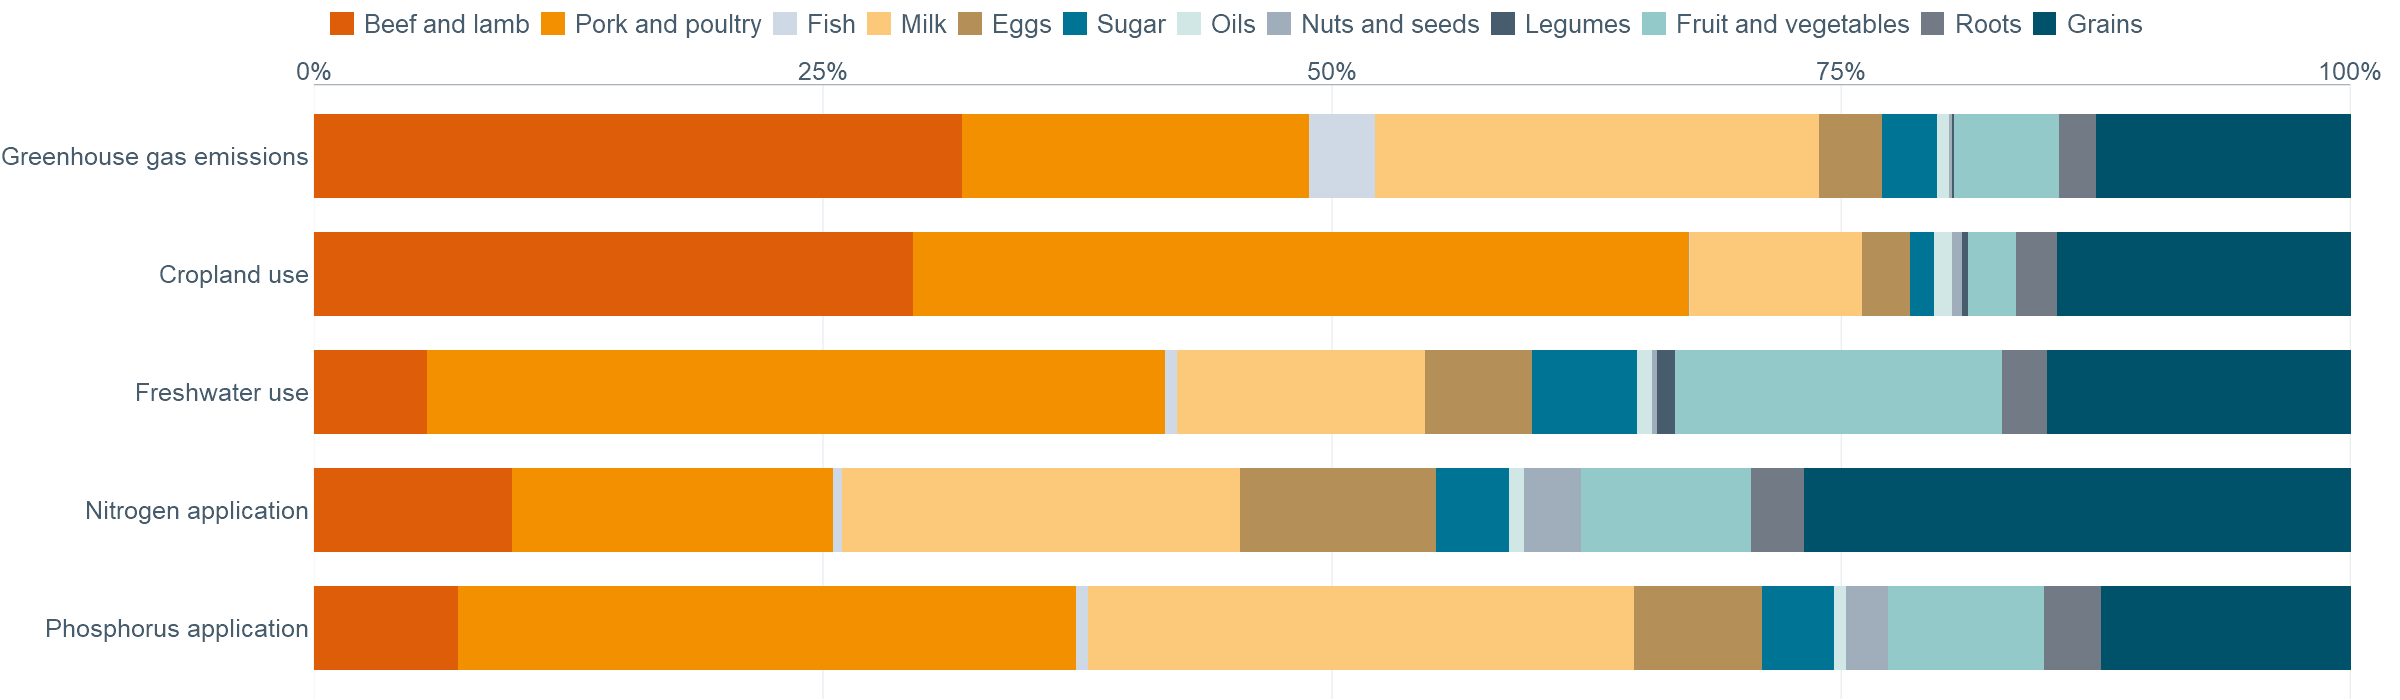 Beef and lamb Pork and poultry Fish Milk Eggs Sugar Oils Nuts and seeds Legumes Fruit and vegetables Roots Grains
0% 25% 50% 75% 100%
Greenhouse gas emissions
Cropland use
Freshwater use
Nitrogen application
Phosphorus application